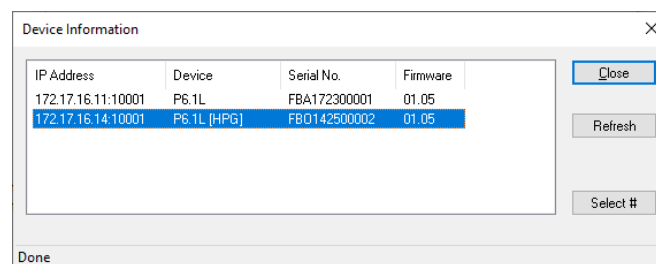 Device Information
IP Address Device Serial No. Firmware
172.17.16.11:10001 P6.1L FBA172300001 01.05
172.17.16.14:10001 P6.1L [HPG] FBO142500002 01.05
Close
Refresh
Select #
Done